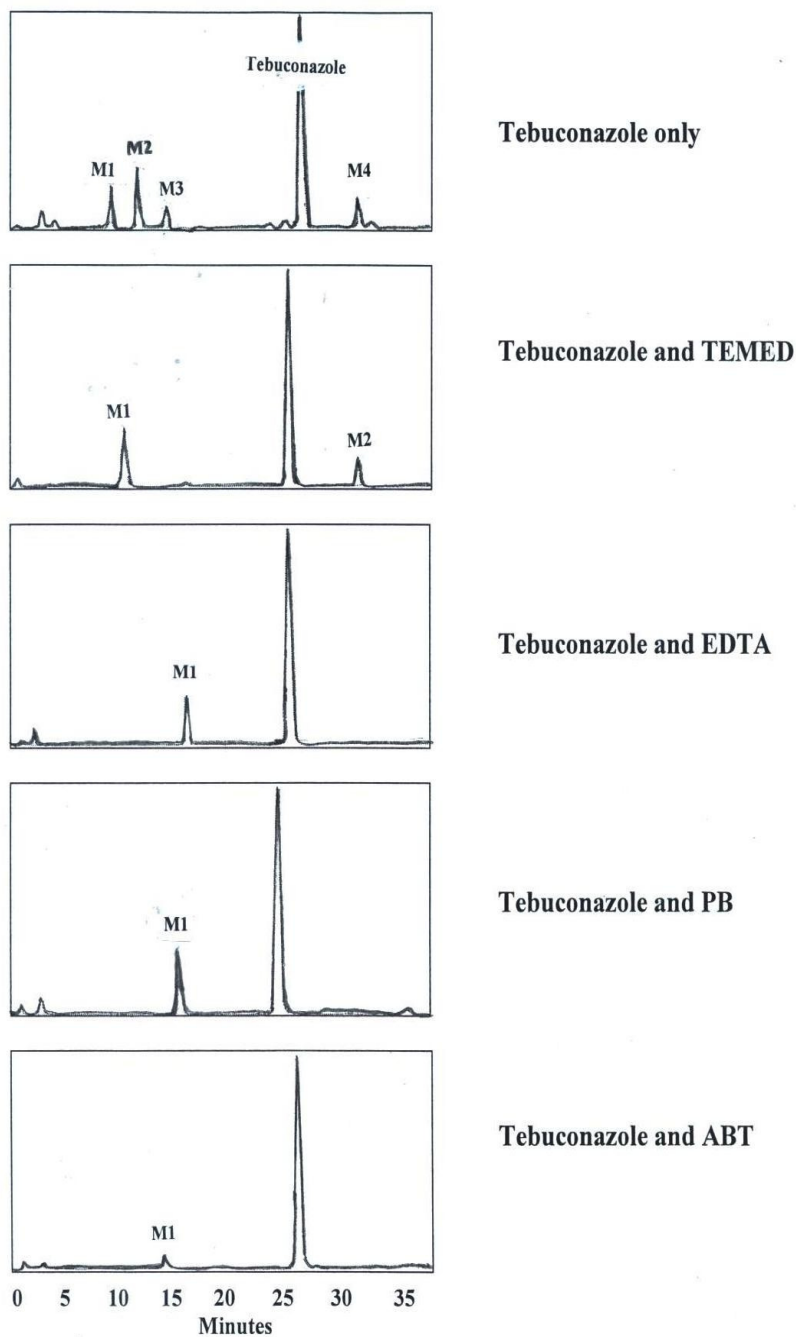 Tebuconazole
M1
M2
M3
M4
Tebuconazole only
M1
M2
Tebuconazole and TEMED
M1
Tebuconazole and EDTA
M1
Tebuconazole and PB
M1
Tebuconazole and ABT
0 5 10 15 20 25 30 35
Minutes